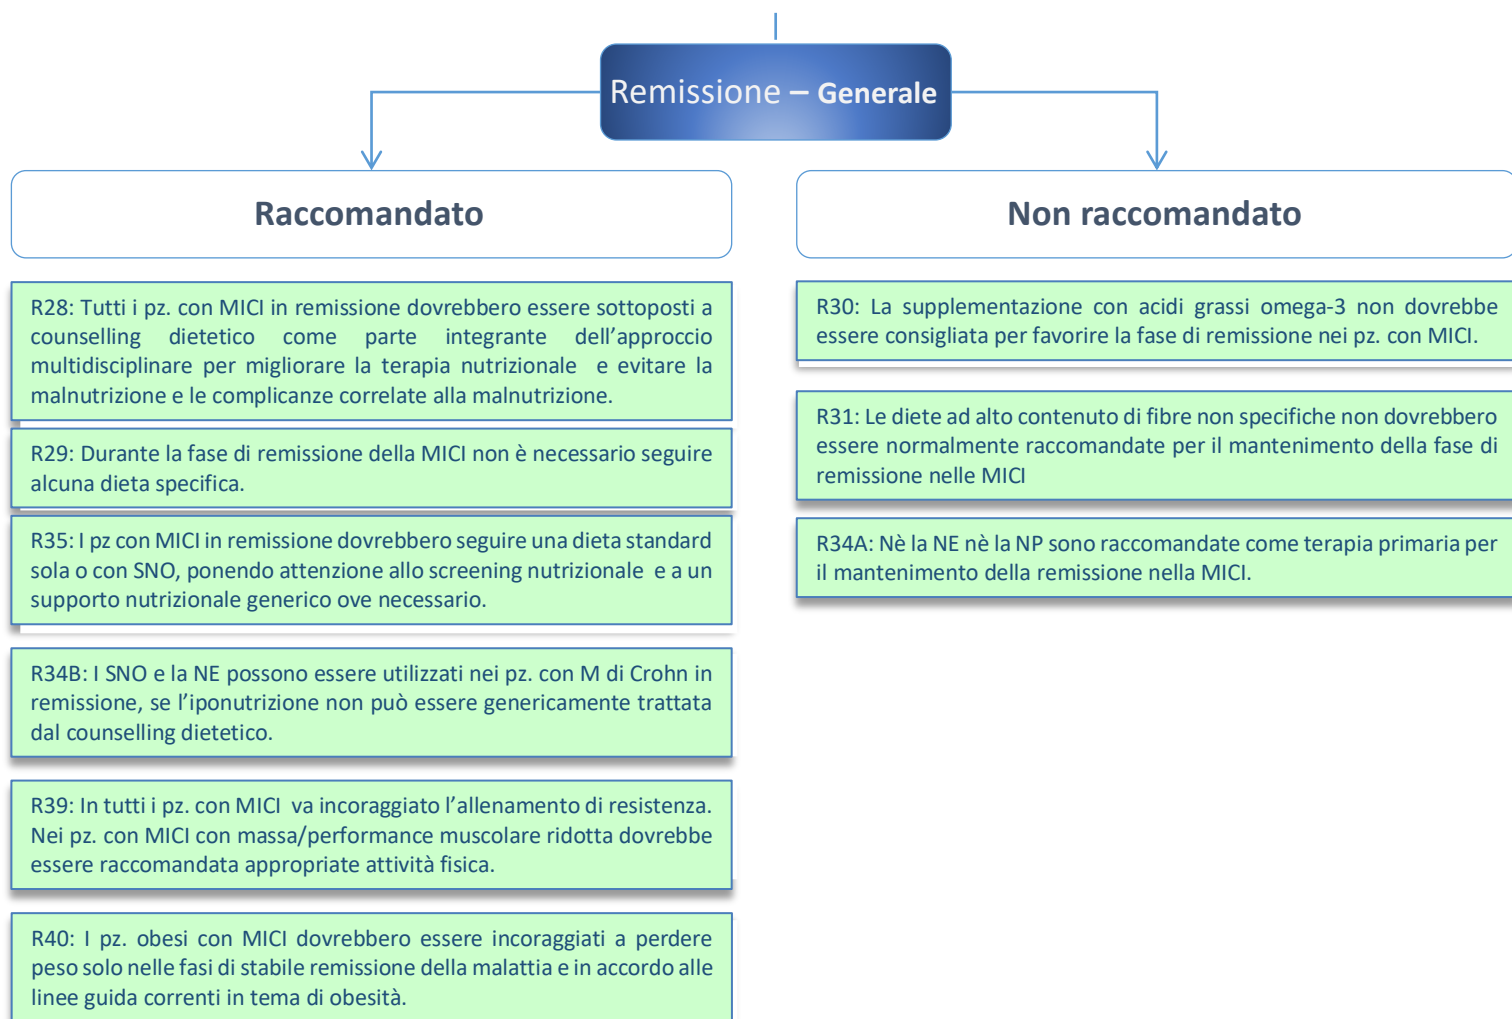 Remissione – Generale
Raccomandato
R28: Tutti i pz. con MICI in remissione dovrebbero essere sottoposti a
counselling dietetico come parte integrante dell'approccio
multidisciplinare per migliorare la terapia nutrizionale e evitare la
malnutrizione e le complicanze correlate alla malnutrizione.
R29: Durante la fase di remissione della MICI non è necessario seguire
alcuna dieta specifica.
R35: I pz con MICI in remissione dovrebbero seguire una dieta standard
sola o con SNO, ponendo attenzione allo screening nutrizionale e a un
supporto nutrizionale generico ove necessario.
R34B: I SNO e la NE possono essere utilizzati nei pz. con M di Crohn in
remissione, se l'iponutrizione non può essere genericamente trattata
dal counselling dietetico.
R39: In tutti i pz. con MICI va incoraggiato l'allenamento di resistenza.
Nei pz. con MICI con massa/performance muscolare ridotta dovrebbe
essere raccomandata appropriate attività fisica.
R40: I pz. obesi con MICI dovrebbero essere incoraggiati a perdere
peso solo nelle fasi di stabile remissione della malattia e in accordo alle
linee guida correnti in tema di obesità.
Non raccomandato
R30: La supplementazione con acidi grassi omega-3 non dovrebbe
essere consigliata per favorire la fase di remissione nei pz. con MICI.
R31: Le diete ad alto contenuto di fibre non specifiche non dovrebbero
essere normalmente raccomandate per il mantenimento della fase di
remissione nelle MICI
R34A: Nè la NE nè la NP sono raccomandate come terapia primaria per
il mantenimento della remissione nella MICI.